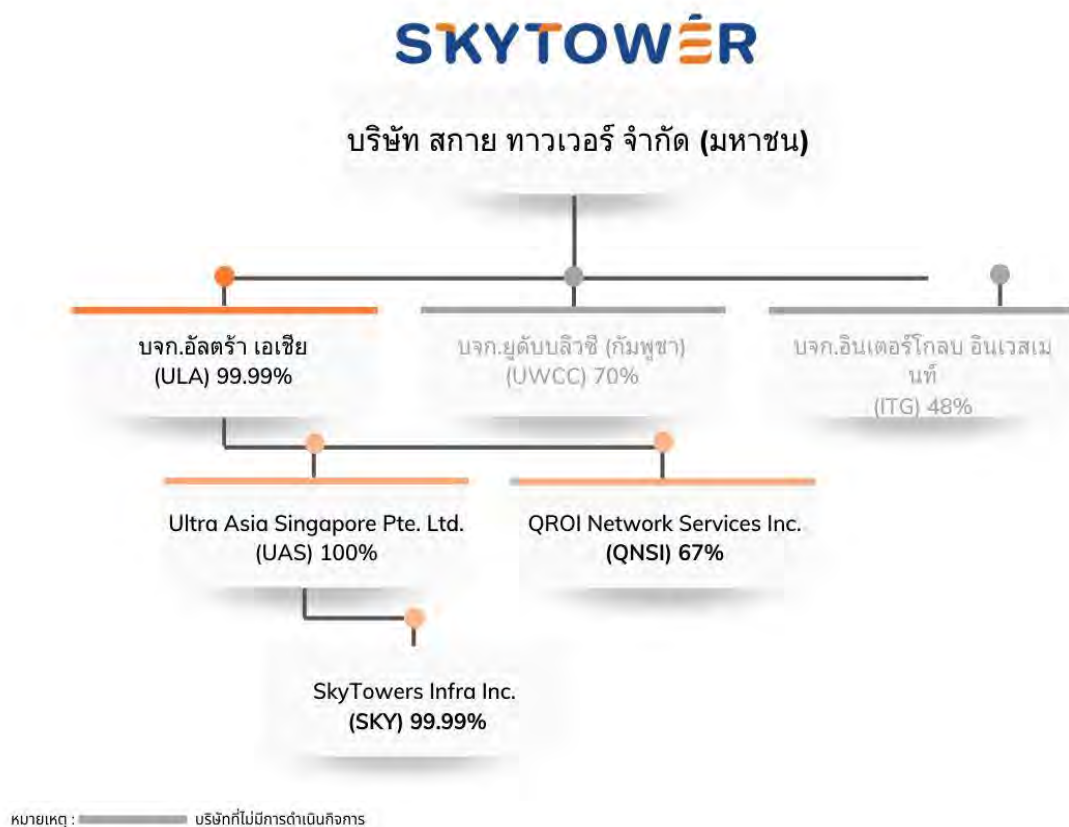 SKYTOWER
บริษัท สกาย ทาวเวอร์ จำกัด (มหาชน)
บจก.อัลตร้า เอเชีย
(ULA) 99.99%
บจก.ยูดับบลิวซี (กัมพูชา)
(UWCC) 70%
บจก.อินเตอร์โกลบ อินเวสเม
นท์
(ITG) 48%
Ultra Asia Singapore Pte. Ltd.
(UAS) 100%
QROI Network Services Inc.
(QNSI) 67%
SkyTowers Infra Inc.
(SKY) 99.99%
หมายเหตุ : บริษัทที่ไม่มีการดำเนินกิจการ